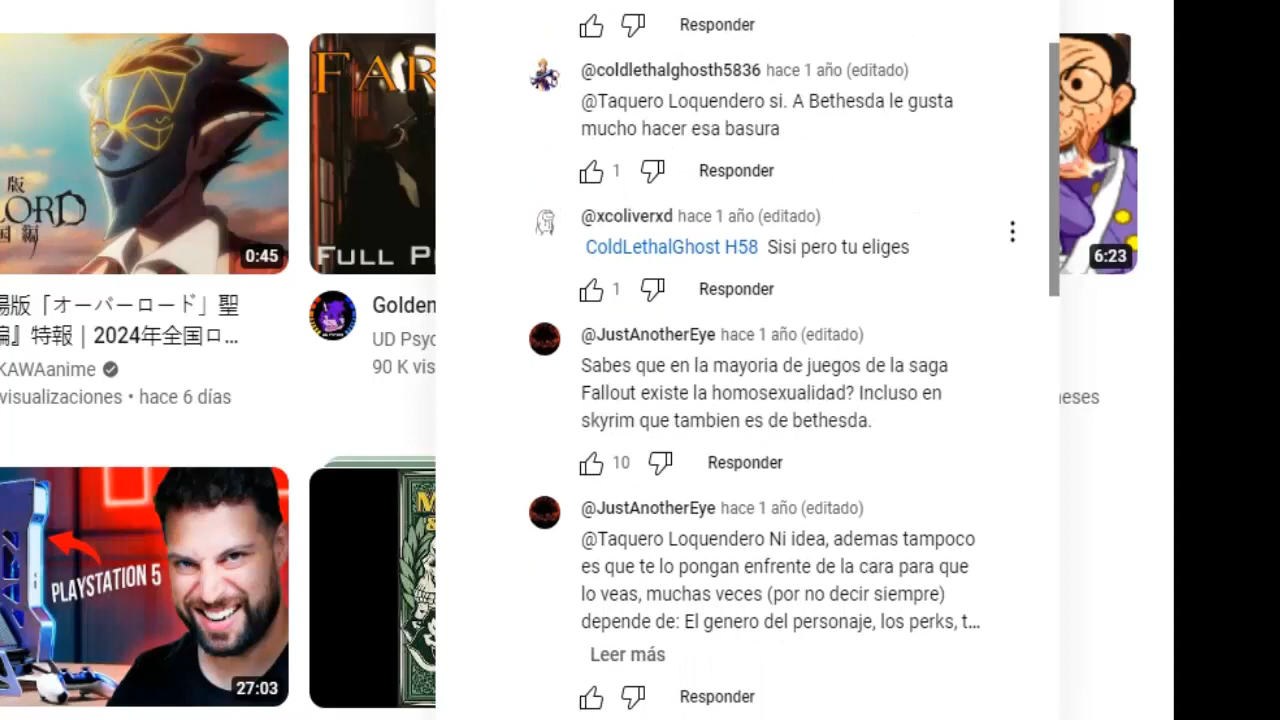 Responder
@coldlethalghosth5836 hace 1 año (editado)
@Taquero Loquendero si. A Bethesda le gusta
mucho hacer esa basura
1 Responder
@xcoliverxd hace 1 año (editado)
ColdLethalGhost H58 Sisi pero tu eliges
1 Responder
@JustAnotherEye hace 1 año (editado)
Sabes que en la mayoria de juegos de la saga
Fallout existe la homosexualidad? Incluso en
skyrim que tambien es de bethesda.
10 Responder
@JustAnotherEye hace 1 año (editado)
@Taquero Loquendero Ni idea, ademas tampoco
es que te lo pongan enfrente de la cara para que
lo veas, muchas veces (por no decir siempre)
depende de: El genero del personaje, los perks, t...
Leer más
Responder
版
ORD
国編
0:45
場版「オーバーロード」聖
編』特報｜2024年全国ロ...
KAWAanime
visualizaciones • hace 6 días
FAR
FULL P
Golden
UD Psyc
90 K vis
6:23
eses
PLAYSTATION 5
27:03
M
&